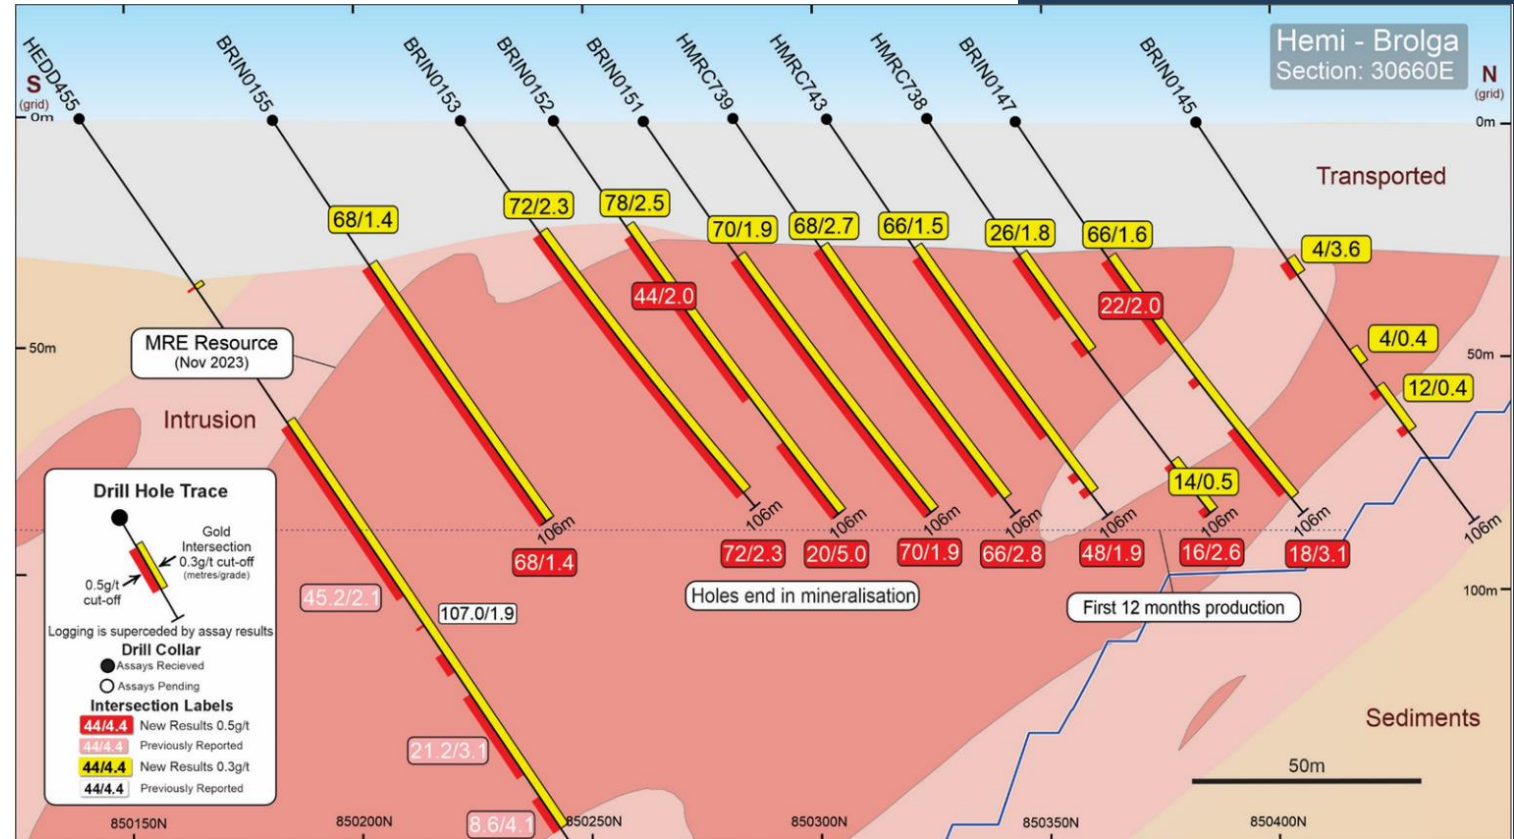 HEDD455
BRIN0155
BRIN0153
BRIN0152
BRIN0151
HMRC739
HMRC743
HMRC738
BRIN0147
BRIN0145
Hemi - Brolga
Section: 30660E
S
(grid)
N
(grid)
0m
0m
Transported
68/1.4
72/2.3
78/2.5
70/1.9
68/2.7
66/1.5
26/1.8
66/1.6
4/3.6
44/2.0
22/2.0
4/0.4
12/0.4
MRE Resource
(Nov 2023)
50m
50m
Intrusion
14/0.5
106m
106m
106m
106m
106m
106m
106m
106m
106m
68/1.4
72/2.3
20/5.0
70/1.9
66/2.8
48/1.9
16/2.6
18/3.1
Holes end in mineralisation
First 12 months production
100m
45.2/2.1
107.0/1.9
21.2/3.1
8.6/4.1
Sediments
50m
Drill Hole Trace
Gold
Intersection
0.3g/t cut-off
(metres/grade)
0.5g/t
cut-off
Logging is superceded by assay results
Drill Collar
Assays Recieved
Assays Pending
Intersection Labels
44/4.4 New Results 0.5g/t
44/4.4 Previously Reported
44/4.4 New Results 0.3g/t
44/4.4 Previously Reported
850150N
850200N
850250N
850300N
850350N
850400N